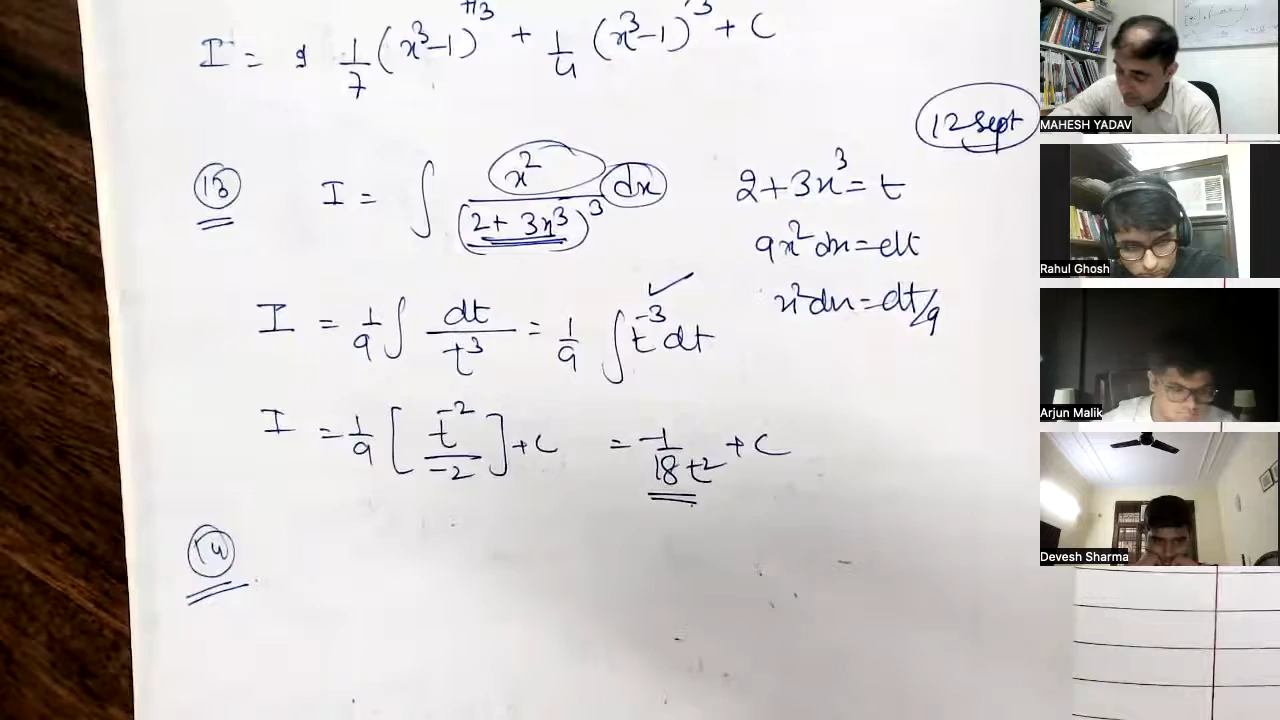 I = 1/7 (x³-1)^7/3 + 1/4 (x³-1) + C
12 Sept
13 I = ∫ x² / (2 + 3x³)³ dx
2 + 3x³ = t
9x² dx = dt
x² dx = dt/9
I = 1/9 ∫ dt / t³ = 1/9 ∫ t⁻³ dt
I = 1/9 [ t⁻² / -2 ] + C = -1 / 18t² + C
14
MAHESH YADAV
Rahul Ghosh
Arjun Malik
Devesh Sharma